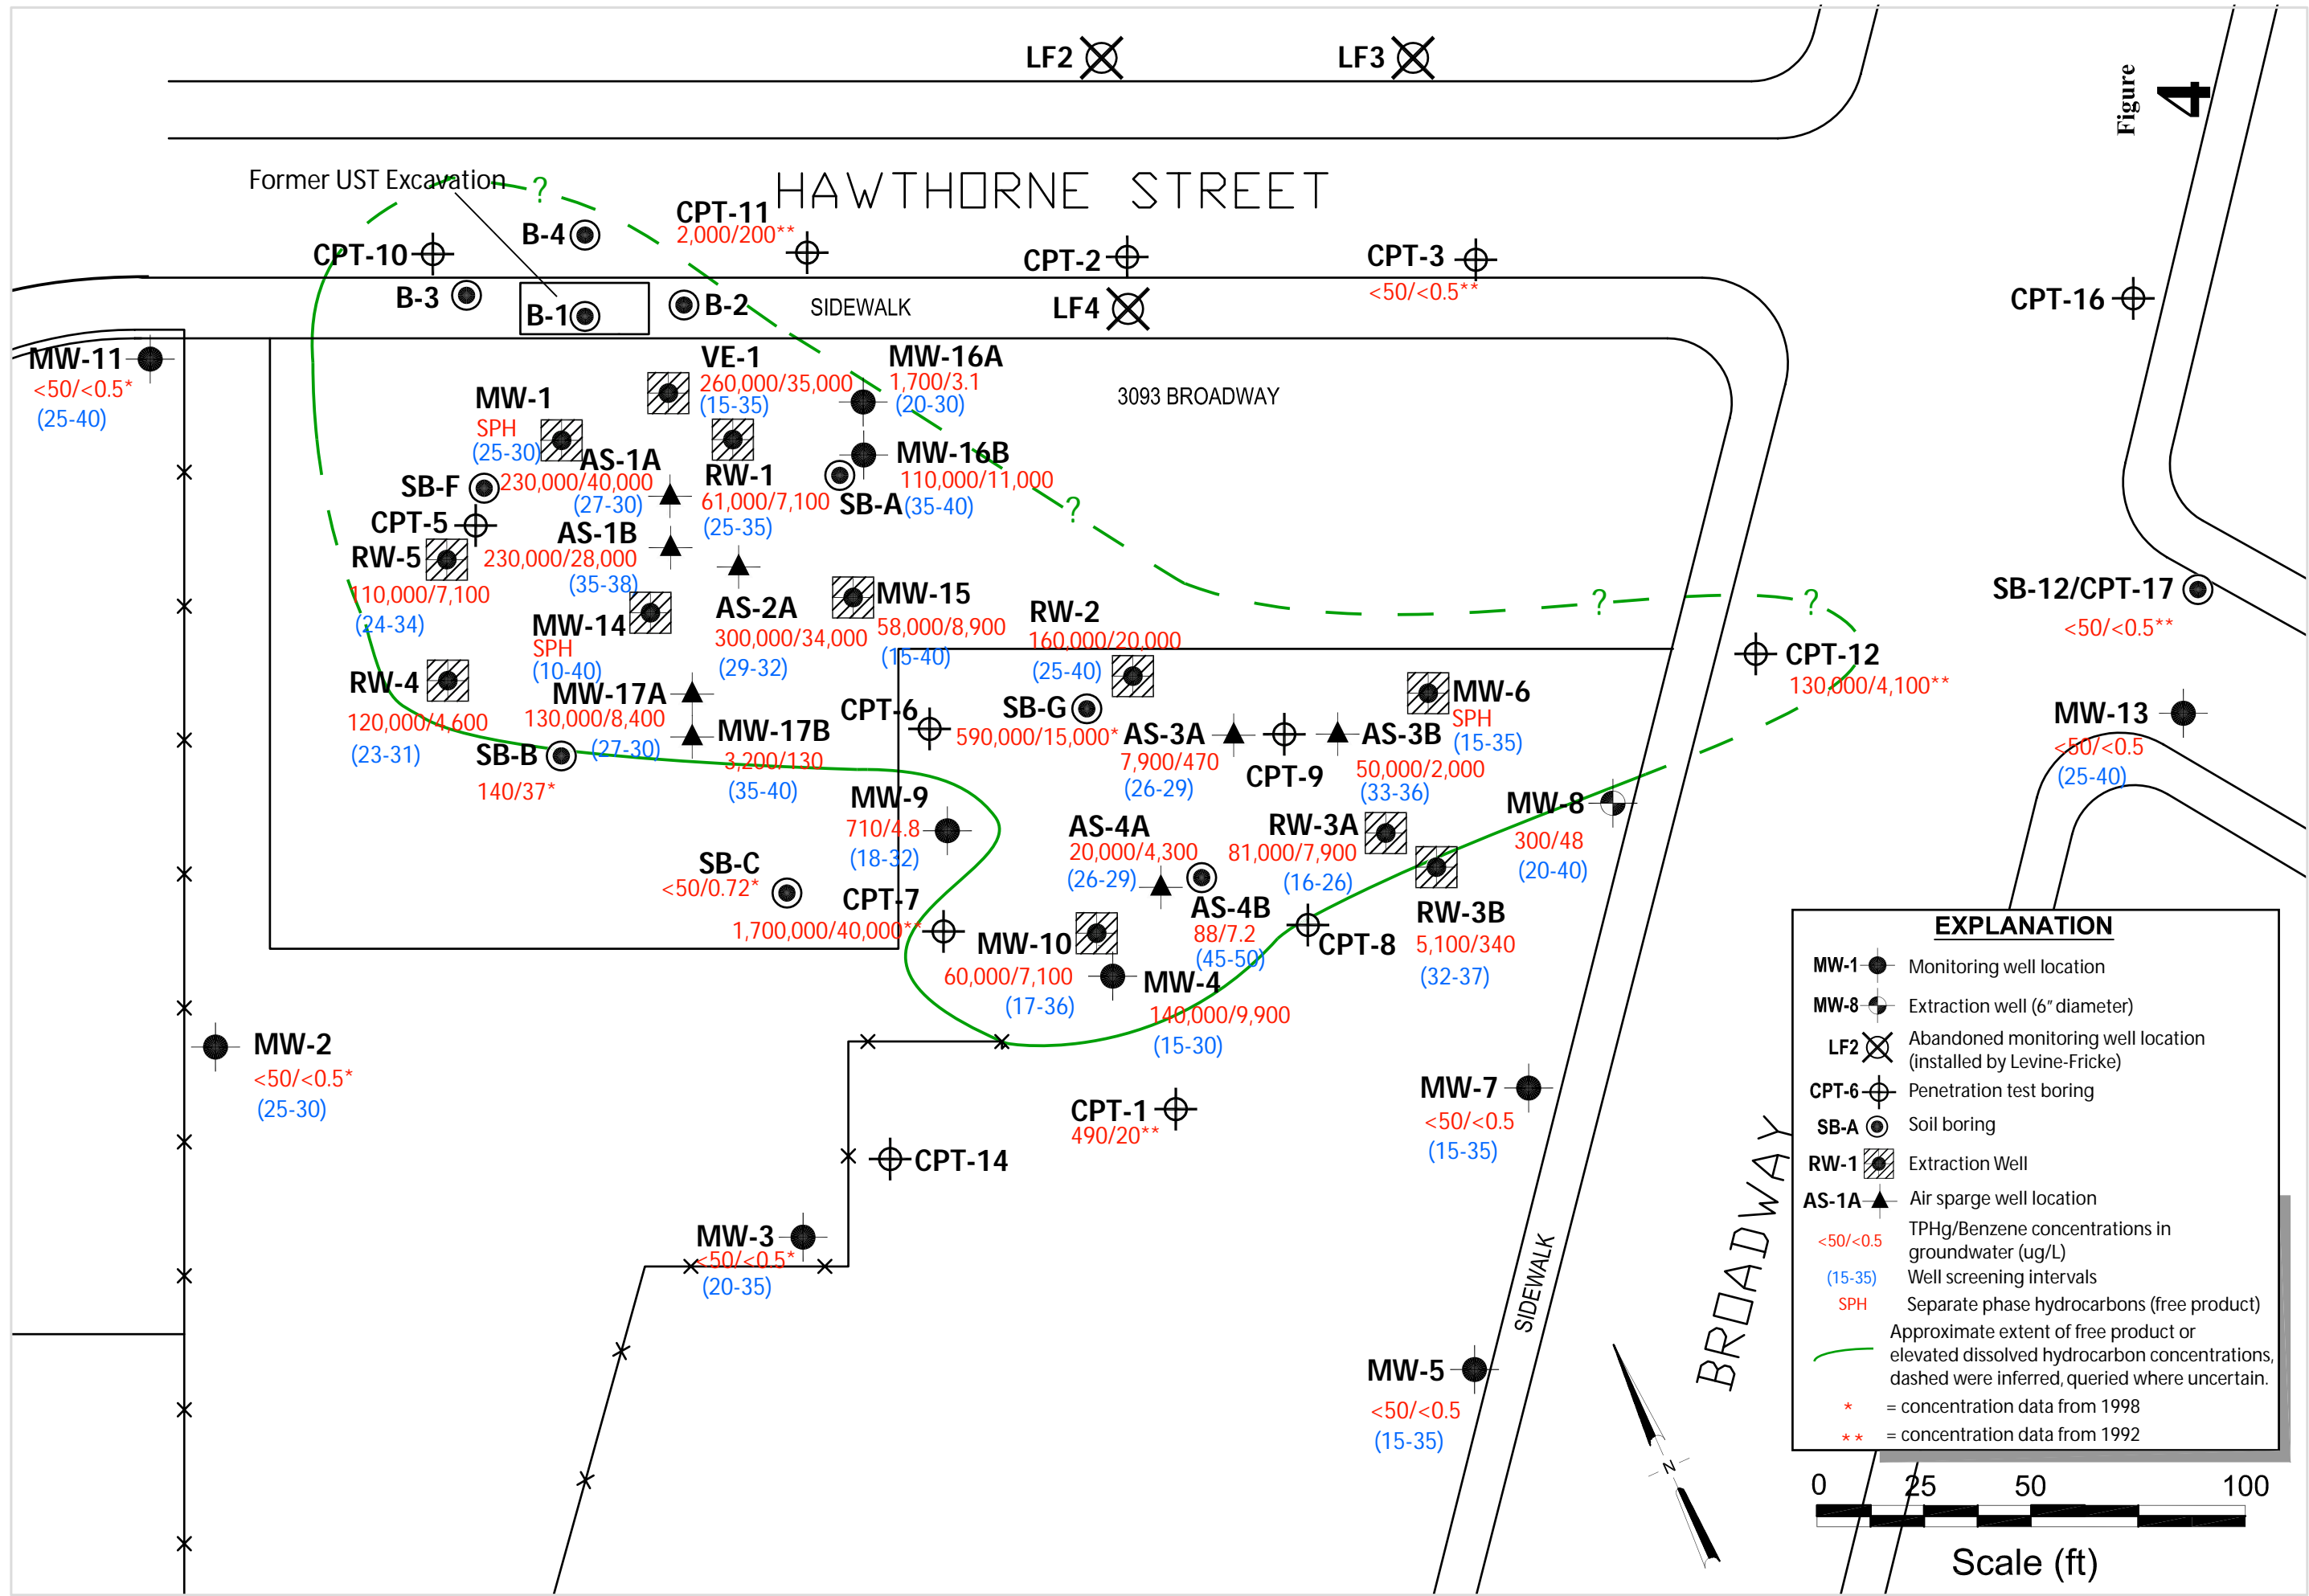 LF2
LF3
Figure
4
Former UST Excavation
?
HAWTHORNE STREET
CPT-11
2,000/200**
B-4
CPT-10
CPT-2
CPT-3
<50/<0.5**
B-3
B-1
B-2
SIDEWALK
LF4
CPT-16
MW-11
<50/<0.5*
(25-40)
VE-1
260,000/35,000
(15-35)
MW-16A
1,700/3.1
(20-30)
3093 BROADWAY
MW-1
SPH
(25-30)
AS-1A
230,000/40,000
(27-30)
RW-1
61,000/7,100
(25-35)
MW-16B
110,000/11,000
(35-40)
SB-A
SB-F
?
CPT-5
AS-1B
230,000/28,000
(35-38)
RW-5
110,000/7,100
(24-34)
AS-2A
300,000/34,000
(29-32)
MW-15
58,000/8,900
(15-40)
RW-2
160,000/20,000
(25-40)
?
?
SB-12/CPT-17
<50/<0.5**
MW-14
SPH
(10-40)
CPT-12
130,000/4,100**
RW-4
120,000/4,600
(23-31)
MW-17A
130,000/8,400
(27-30)
MW-17B
3,200/130
(35-40)
CPT-6
SB-G
590,000/15,000*
MW-6
SPH
(15-35)
MW-13
<50/<0.5
(25-40)
SB-B
140/37*
AS-3A
7,900/470
(26-29)
CPT-9
AS-3B
50,000/2,000
(33-36)
MW-9
710/4.8
(18-32)
MW-8
300/48
(20-40)
AS-4A
20,000/4,300
(26-29)
RW-3A
81,000/7,900
(16-26)
SB-C
<50/0.72*
CPT-7
1,700,000/40,000**
AS-4B
88/7.2
(45-50)
CPT-8
RW-3B
5,100/340
(32-37)
MW-10
60,000/7,100
(17-36)
MW-4
140,000/9,900
(15-30)
MW-2
<50/<0.5*
(25-30)
CPT-1
490/20**
MW-7
<50/<0.5
(15-35)
CPT-14
MW-3
<50/<0.5*
(20-35)
MW-5
<50/<0.5
(15-35)
SIDEWALK
BROADWAY
N
EXPLANATION
MW-1 Monitoring well location
MW-8 Extraction well (6" diameter)
LF2 Abandoned monitoring well location
(installed by Levine-Fricke)
CPT-6 Penetration test boring
SB-A Soil boring
RW-1 Extraction Well
AS-1A Air sparge well location
<50/<0.5 TPHg/Benzene concentrations in
groundwater (ug/L)
(15-35) Well screening intervals
SPH Separate phase hydrocarbons (free product)
Approximate extent of free product or
elevated dissolved hydrocarbon concentrations,
dashed were inferred, queried where uncertain.
* = concentration data from 1998
** = concentration data from 1992
0 25 50 100
Scale (ft)